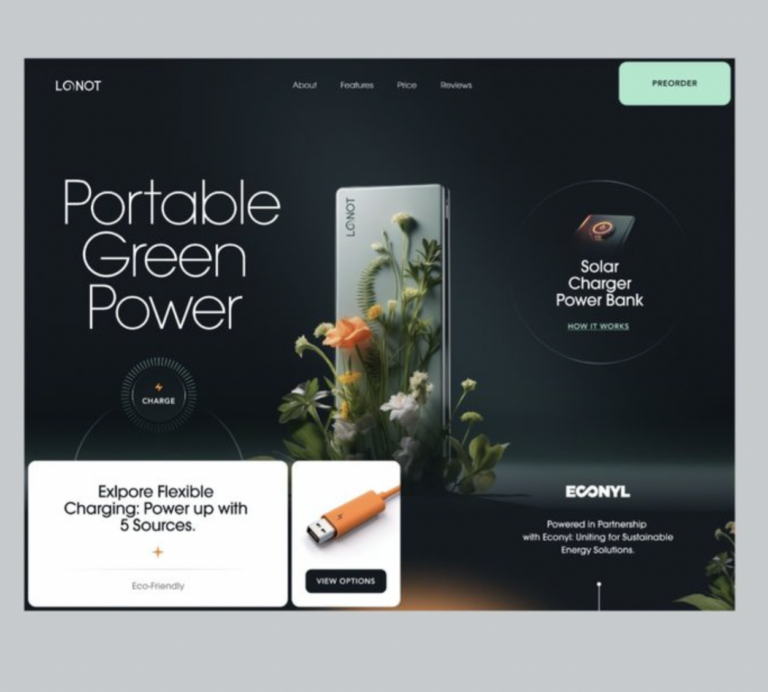 LONOT
About
Features
Price
Reviews
PREORDER
Portable
Green
Power
LONOT
Solar
Charger
Power Bank
HOW IT WORKS
CHARGE
Exlpore Flexible
Charging: Power up with
5 Sources.
Eco-Friendly
VIEW OPTIONS
ECONYL
Powered in Partnership
with Econyl: Uniting for Sustainable
Energy Solutions.